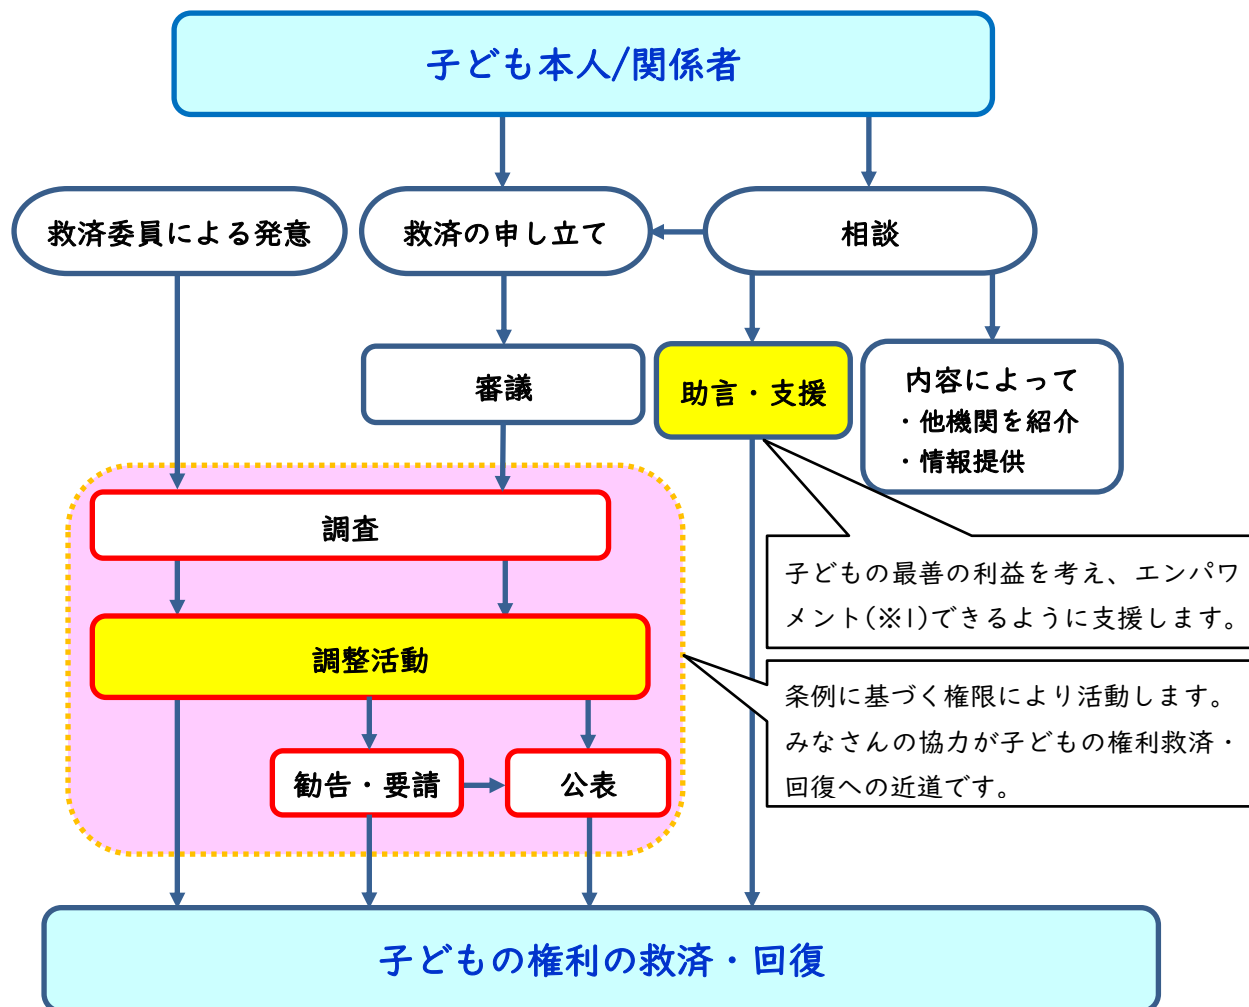 子ども本人/関係者
救済委員による発意
救済の申し立て
相談
審議
助言・支援
内容によって
・他機関を紹介
・情報提供
調査
子どもの最善の利益を考え、エンパワ
メント(※1)できるように支援します。
調整活動
条例に基づく権限により活動します。
みなさんの協力が子どもの権利救済・
回復への近道です。
勧告・要請
公表
子どもの権利の救済・回復